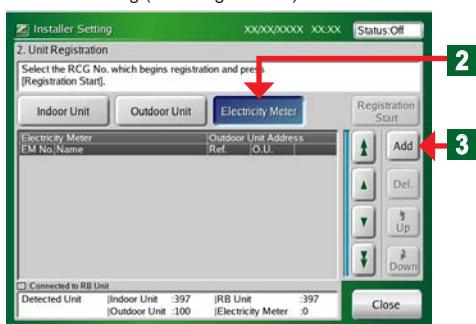 Installer Setting XX/XX/XXXX XX:XX Status:Off
2. Unit Registration
Select the RCG No. which begins registration and press
[Registration Start].
2
Indoor Unit Outdoor Unit Electricity Meter Registration
Start
Electricity Meter Outdoor Unit Address
EM No. Name Ref. O.U.
Add
3
Del.
Up
Down
Connected to RB Unit
Detected Unit |Indoor Unit :397 |RB Unit :397
|Outdoor Unit :100 |Electricity Meter :0
Close